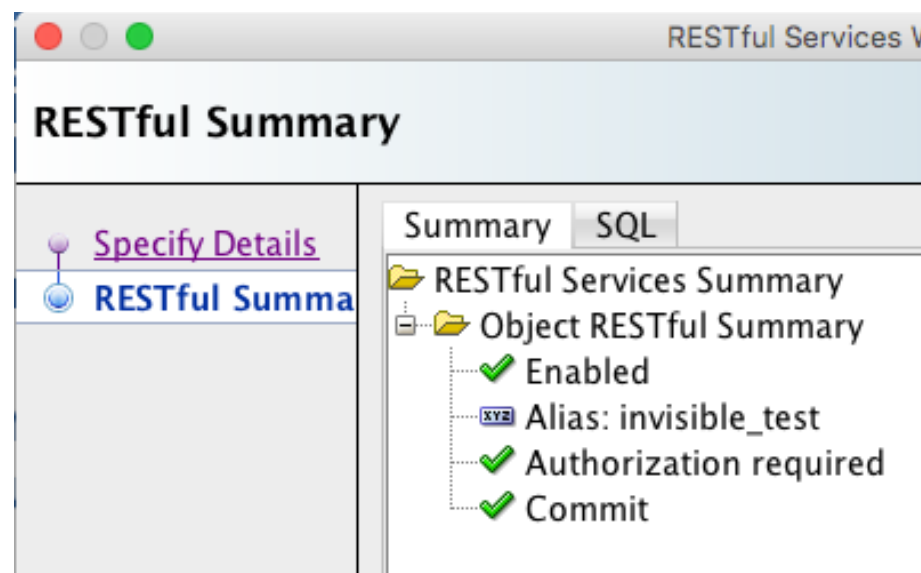 RESTful Services
RESTful Summary
Specify Details
RESTful Summa
Summary SQL
RESTful Services Summary
Object RESTful Summary
Enabled
XYZ Alias: invisible_test
Authorization required
Commit